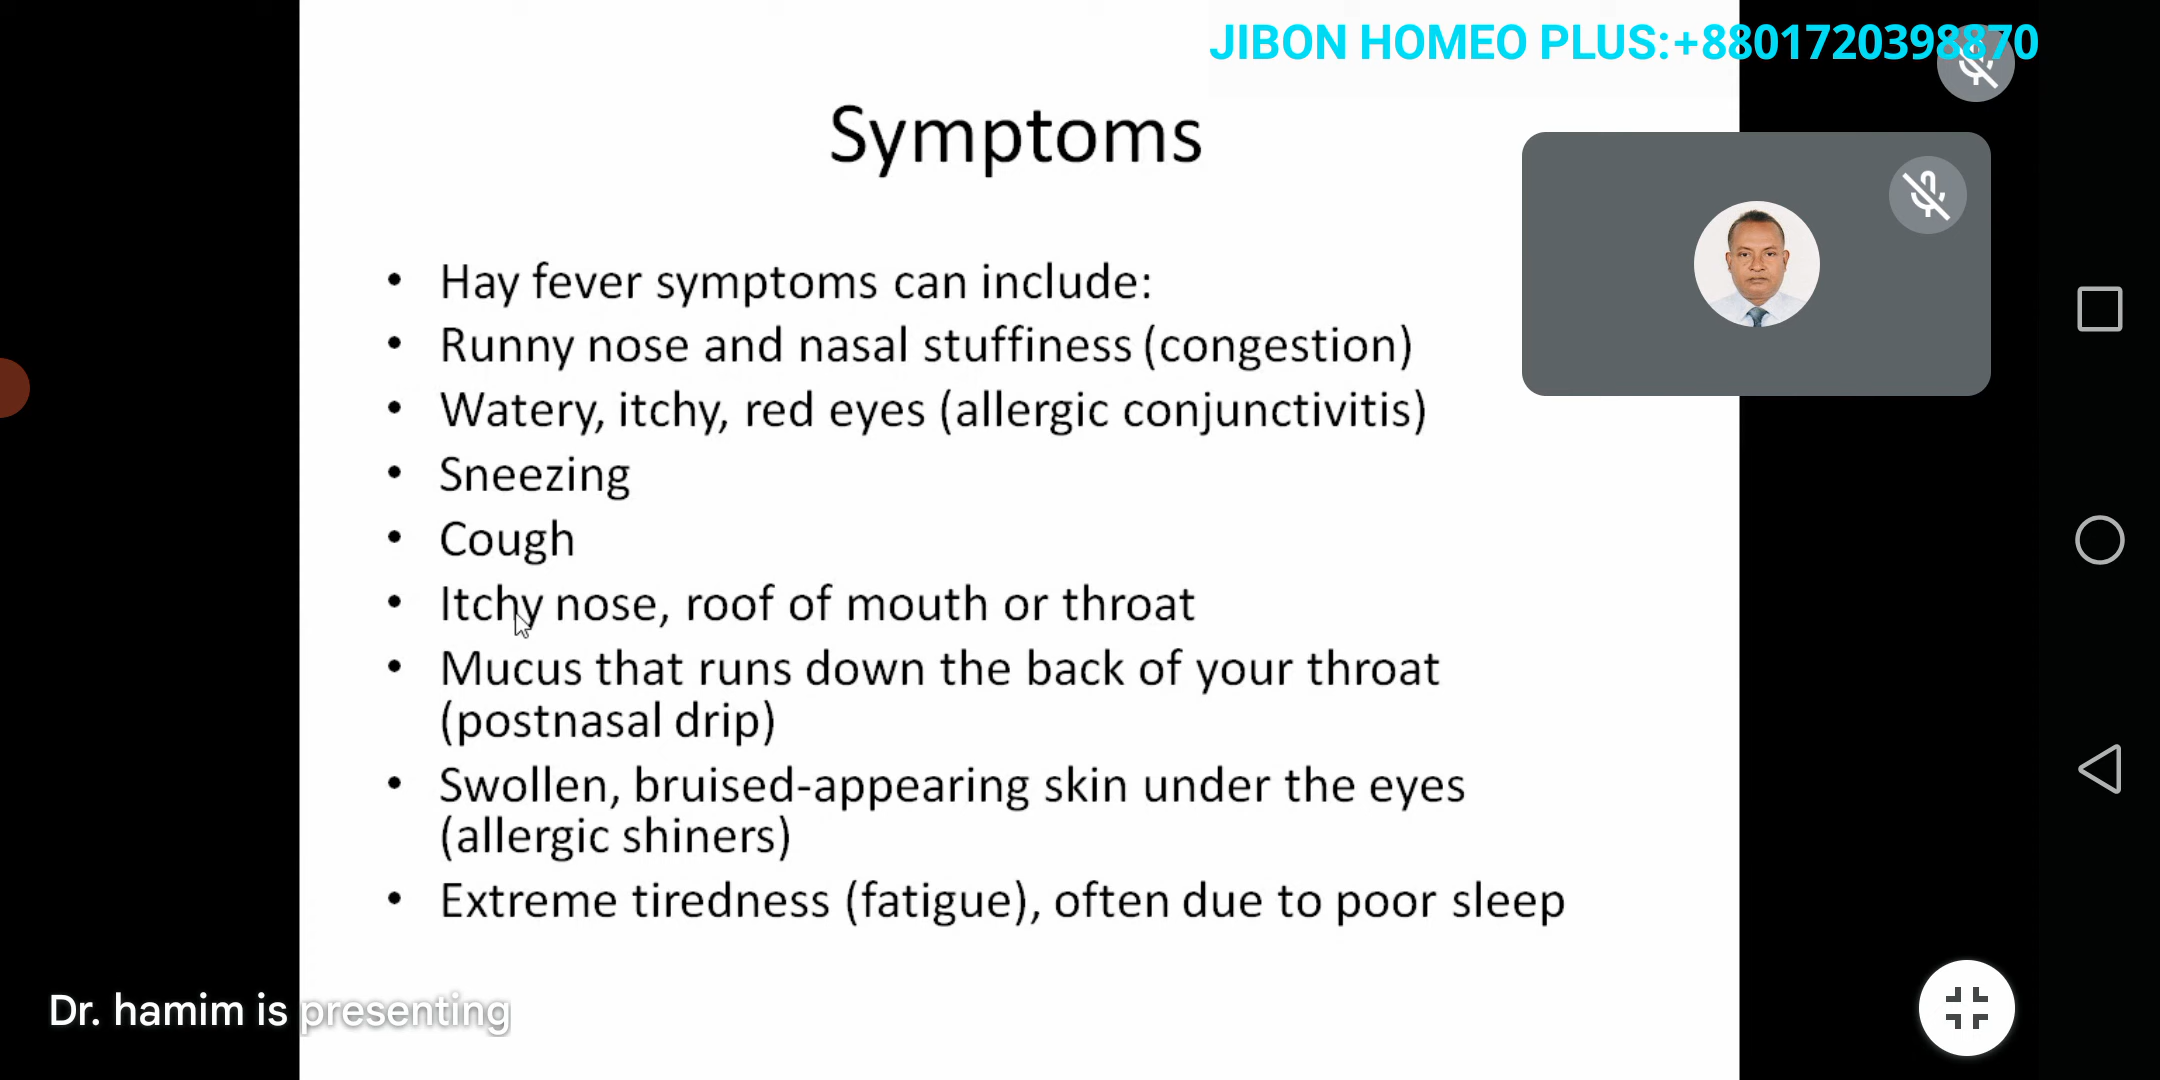 JIBON HOMEO PLUS:+8801720398870
Symptoms
• Hay fever symptoms can include:
• Runny nose and nasal stuffiness (congestion)
• Watery, itchy, red eyes (allergic conjunctivitis)
• Sneezing
• Cough
• Itchy nose, roof of mouth or throat
• Mucus that runs down the back of your throat
(postnasal drip)
• Swollen, bruised-appearing skin under the eyes
(allergic shiners)
• Extreme tiredness (fatigue), often due to poor sleep
Dr. hamim is presenting